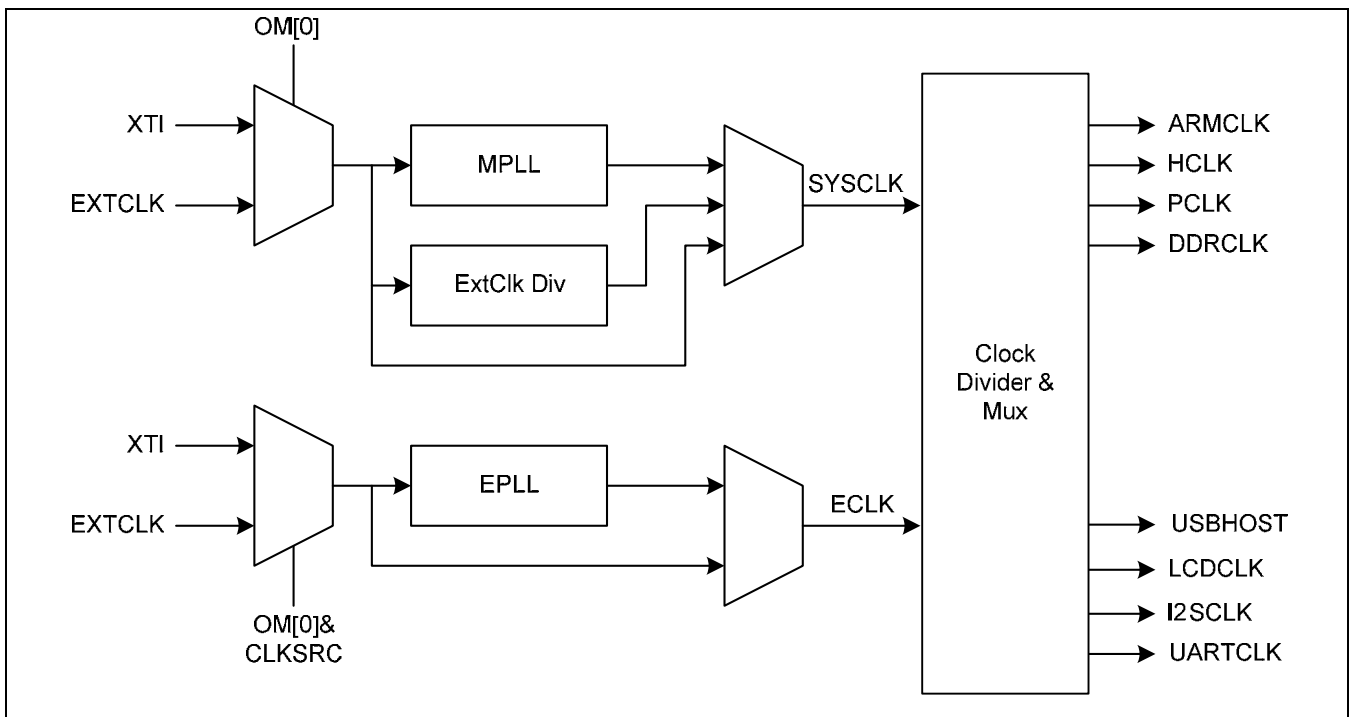 OM[0]
XTI
EXTCLK
MPLL
ExtClk Div
SYSCLK
XTI
EXTCLK
EPLL
ECLK
OM[0]&
CLKSRC
Clock
Divider &
Mux
ARMCLK
HCLK
PCLK
DDRCLK
USBHOST
LCDCLK
I2SCLK
UARTCLK